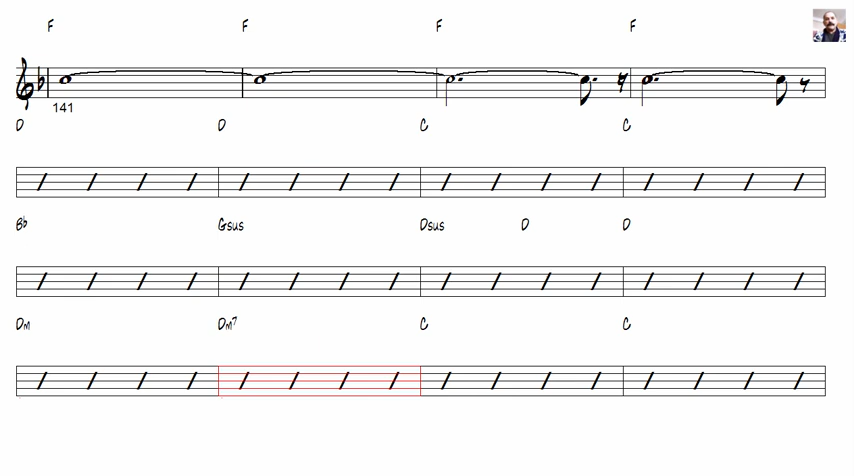 F F F F
141
D D C C
Bb Gsus Dsus D D
Dm Dm7 C C